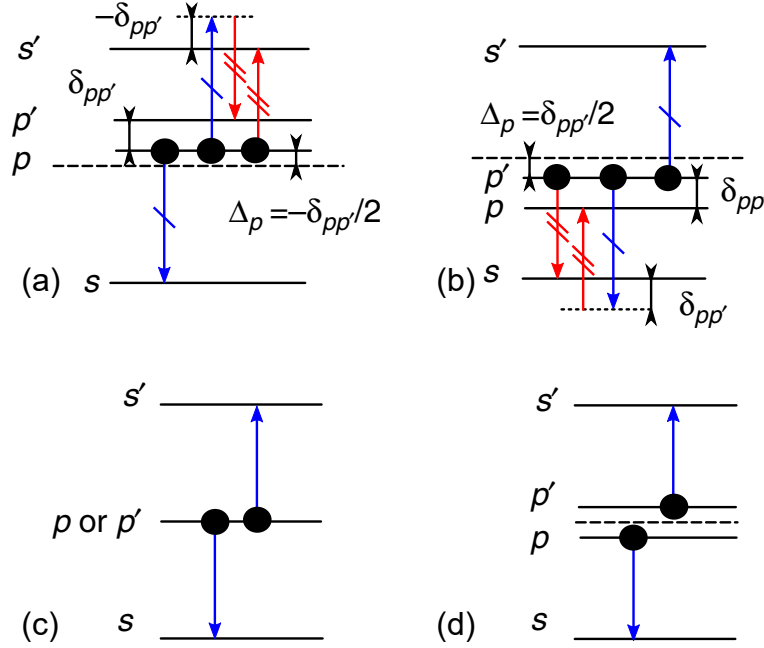 −δpp′
s′
δpp′
p′
p
Δp =−δpp′/2
(a)
s
s′
Δp =δpp′/2
p′
δpp
p
s
(b)
δpp′
s′
p or p′
(c)
s
s′
p′
p
(d)
s